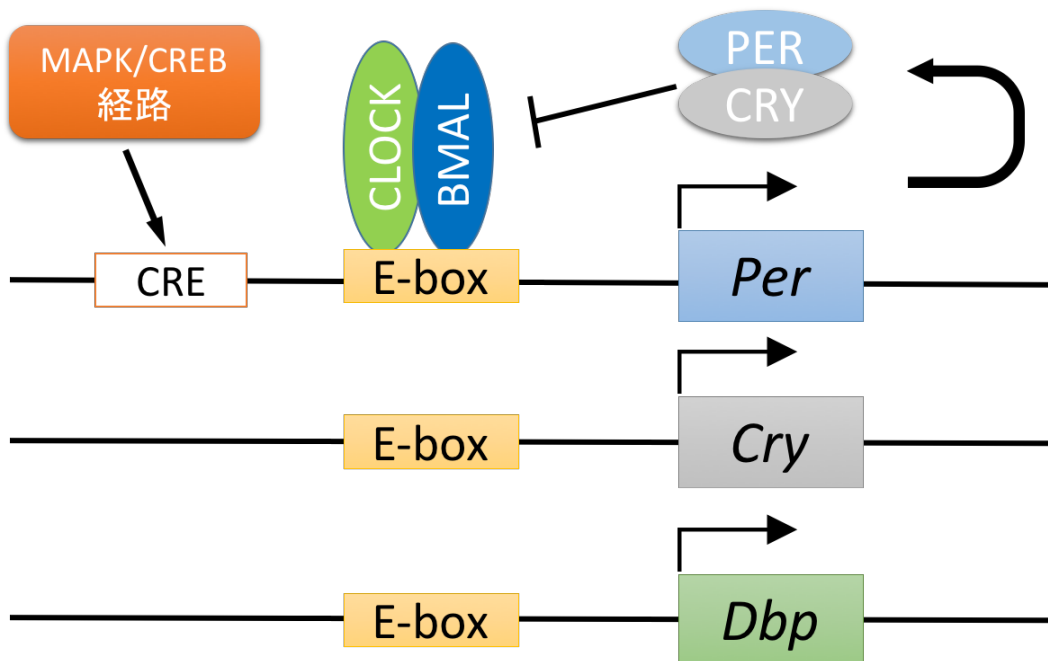 MAPK/CREB
経路
CLOCK
BMAL
PER
CRY
CRE
E-box
Per
E-box
Cry
E-box
Dbp